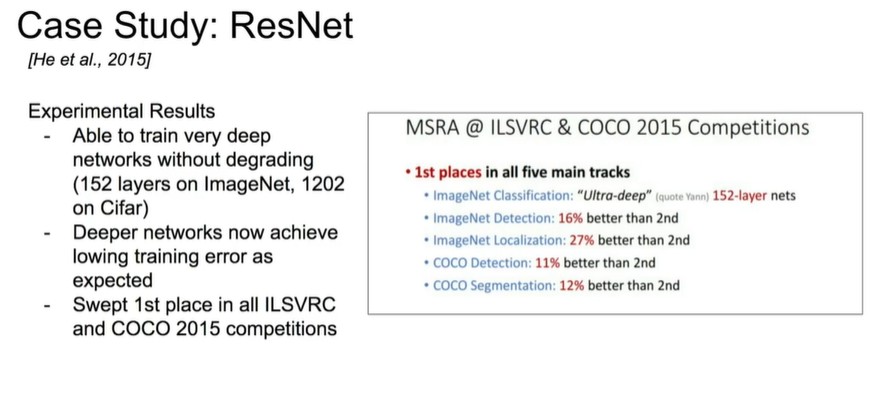 Case Study: ResNet
[He et al., 2015]
Experimental Results
- Able to train very deep
networks without degrading
(152 layers on ImageNet, 1202
on Cifar)
- Deeper networks now achieve
lowing training error as
expected
- Swept 1st place in all ILSVRC
and COCO 2015 competitions
MSRA @ ILSVRC & COCO 2015 Competitions
• 1st places in all five main tracks
• ImageNet Classification: “Ultra-deep” (quote Yann) 152-layer nets
• ImageNet Detection: 16% better than 2nd
• ImageNet Localization: 27% better than 2nd
• COCO Detection: 11% better than 2nd
• COCO Segmentation: 12% better than 2nd